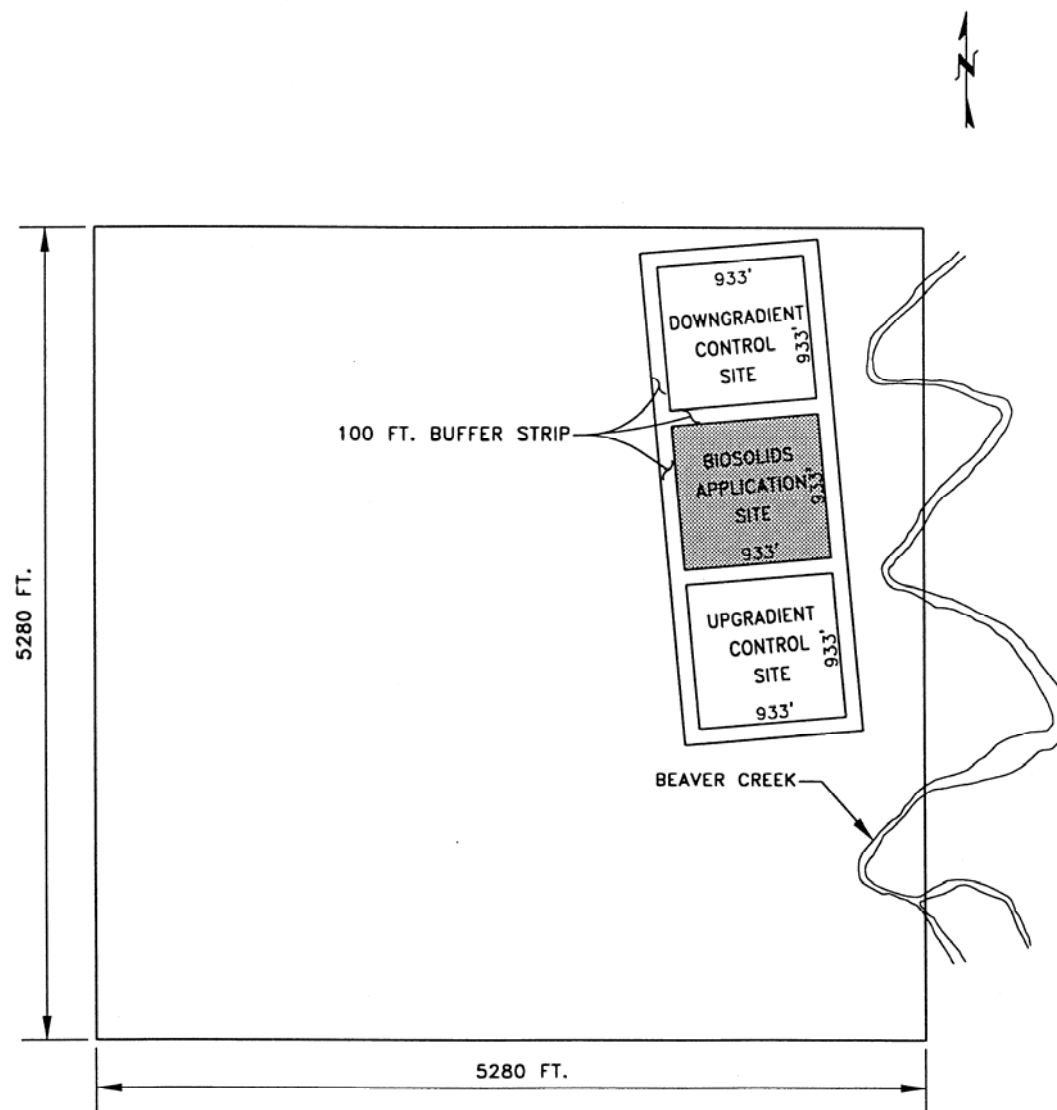 N
933'
DOWNGRADIENT
CONTROL
SITE
933'
100 FT. BUFFER STRIP
BIOSOLIDS
APPLICATION
SITE
933'
933'
5280 FT.
UPGRADIENT
CONTROL
SITE
933'
933'
BEAVER CREEK
5280 FT.